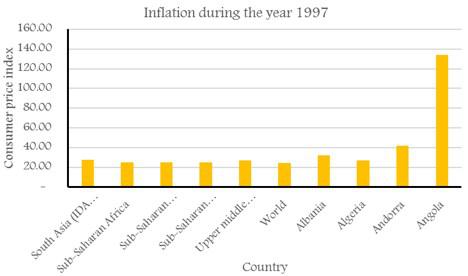 Inflation during the year 1997
Consumer price index
160.00
140.00
120.00
100.00
80.00
60.00
40.00
20.00
-
South Asia (IDA…
Sub-Saharan Africa
Sub-Saharan…
Sub-Saharan…
Upper middle…
World
Albania
Algeria
Andorra
Angola
Country